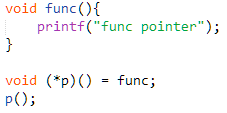 void func(){
    printf("func pointer");
}

void (*p)() = func;
p();